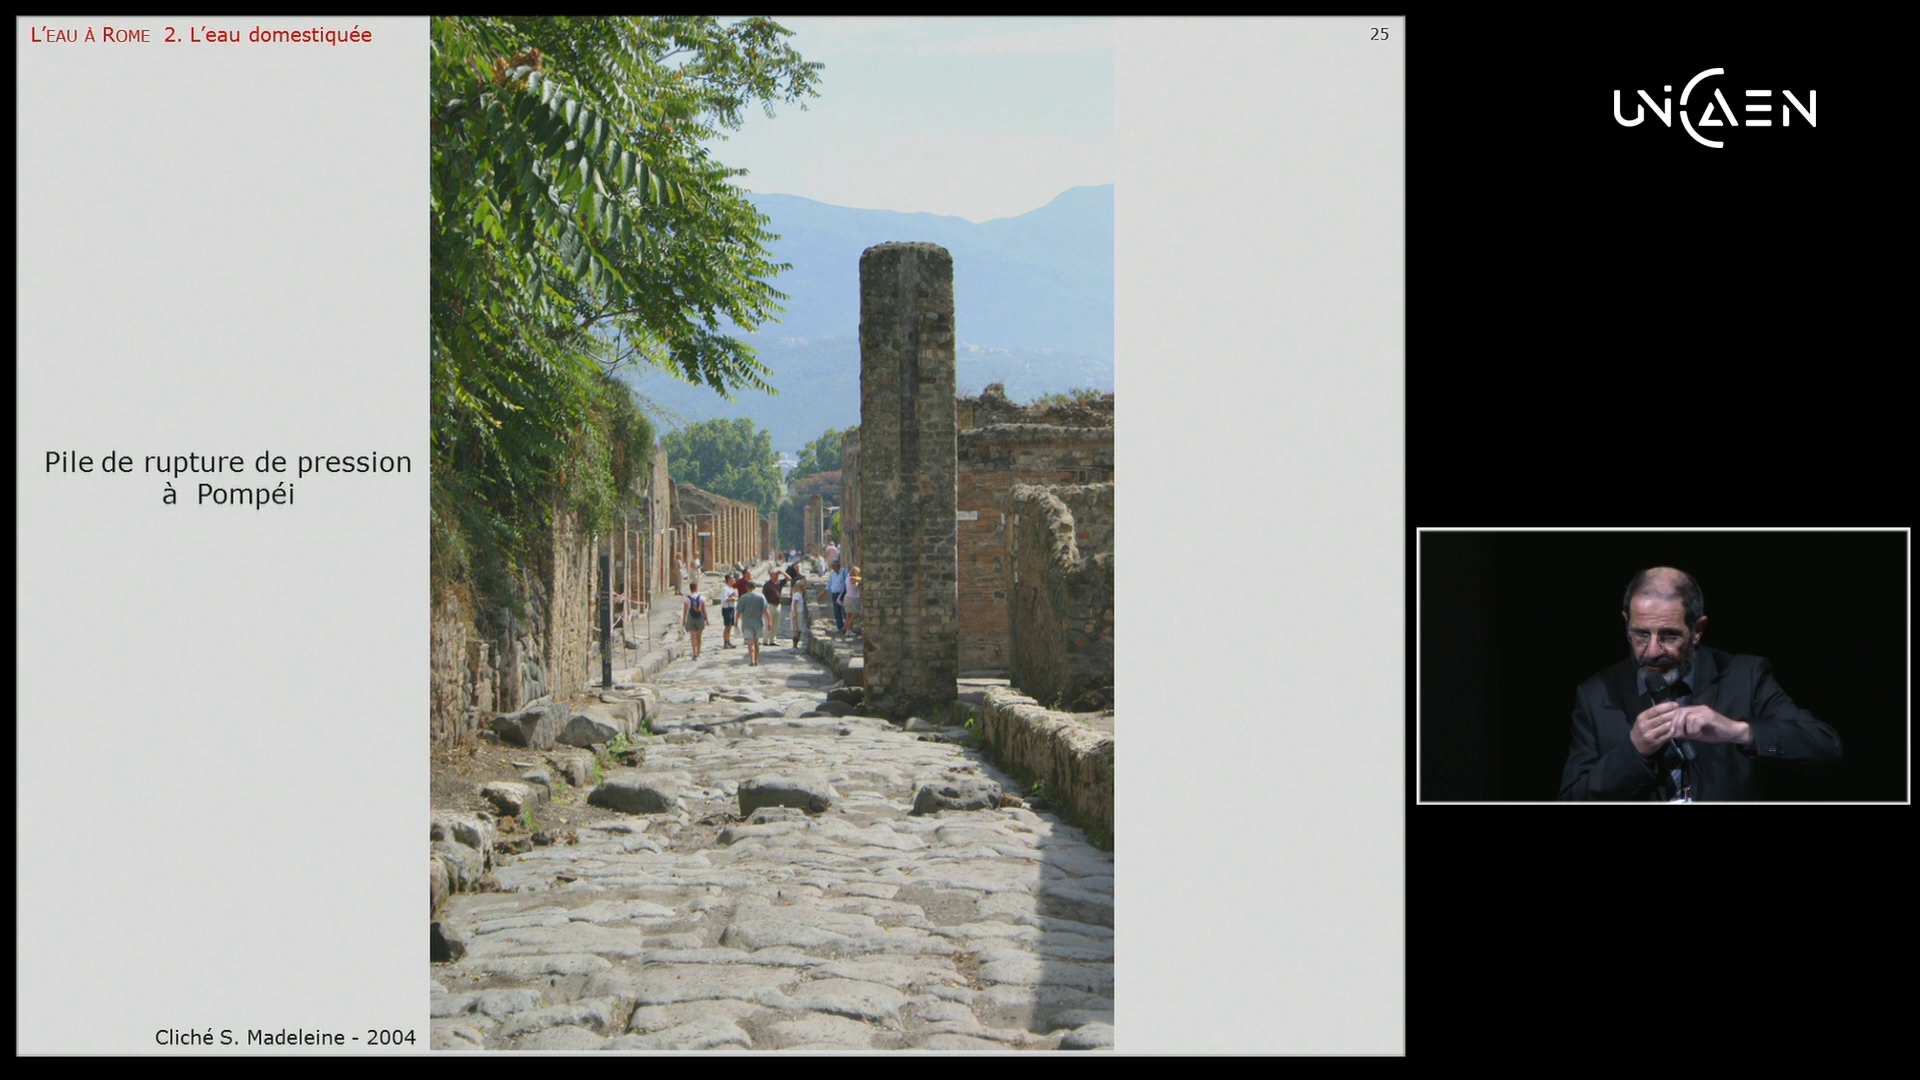 L'EAU À ROME 2. L'eau domestiquée
25
UNICAEN
Pile de rupture de pression
à Pompéi
Cliché S. Madeleine - 2004